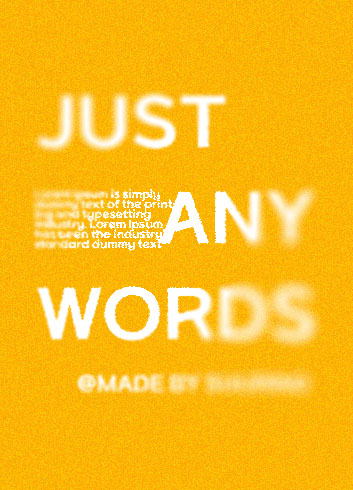 JUST
Lorem Ipsum is simply
dummy text of the print
ing and typesetting
industry. Lorem Ipsum
has been the industry'
standard dummy text
ANY
WORDS
@MADE BY